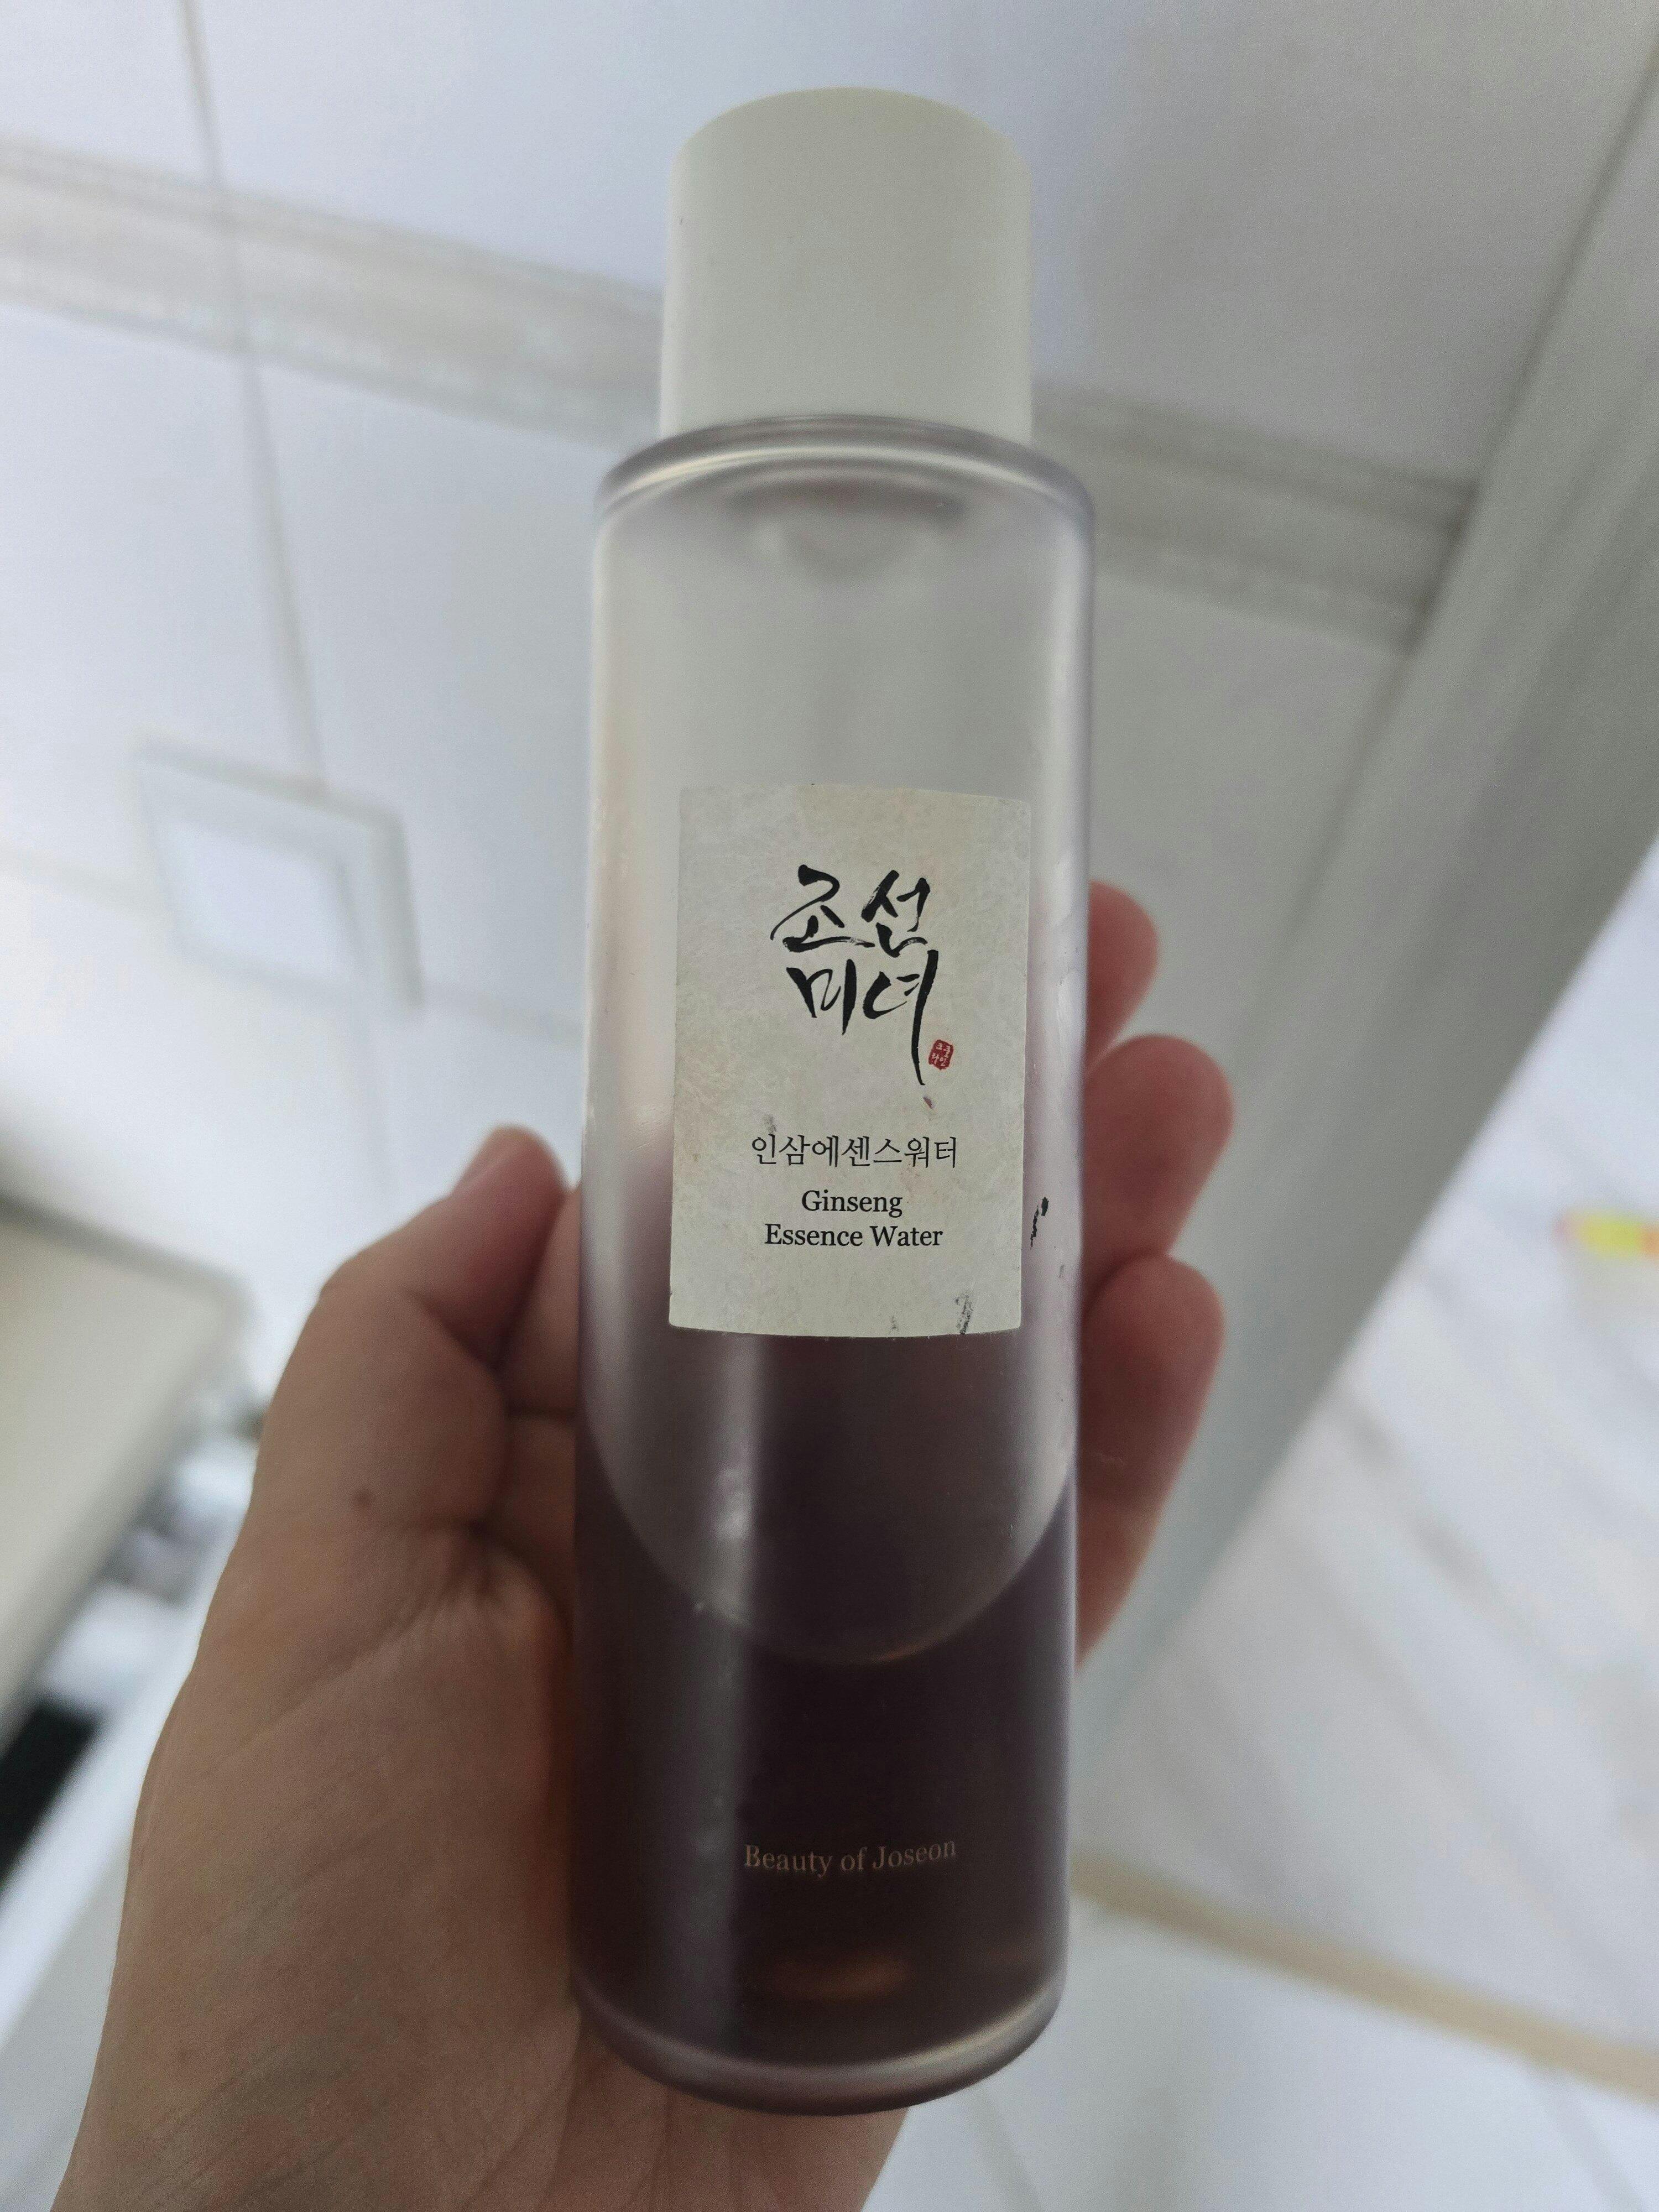 조선
미녀
인삼에센스워터
Ginseng
Essence Water
Beauty of Joseon